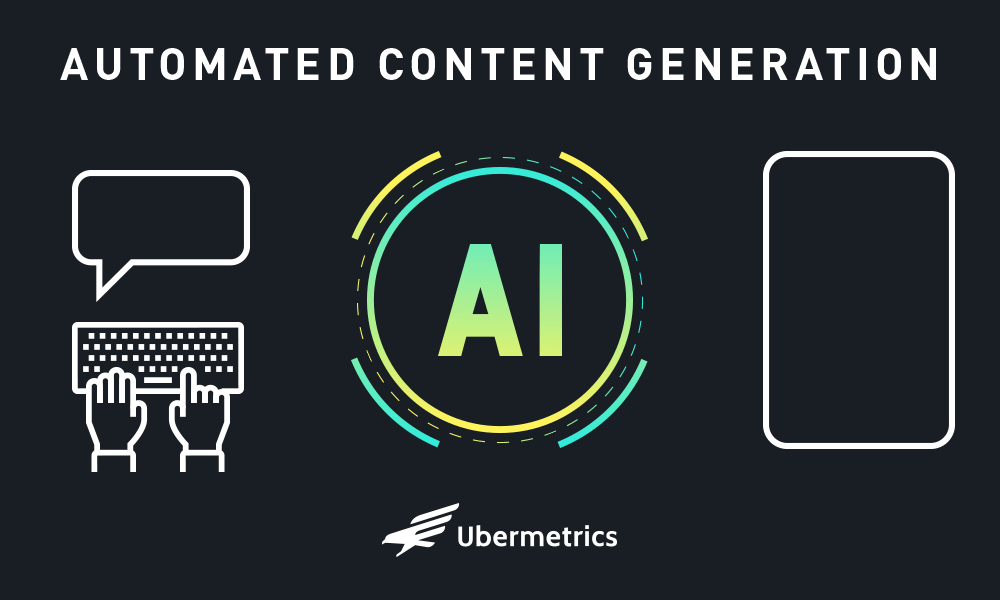 AUTOMATED CONTENT GENERATION
AI
Ubermetrics